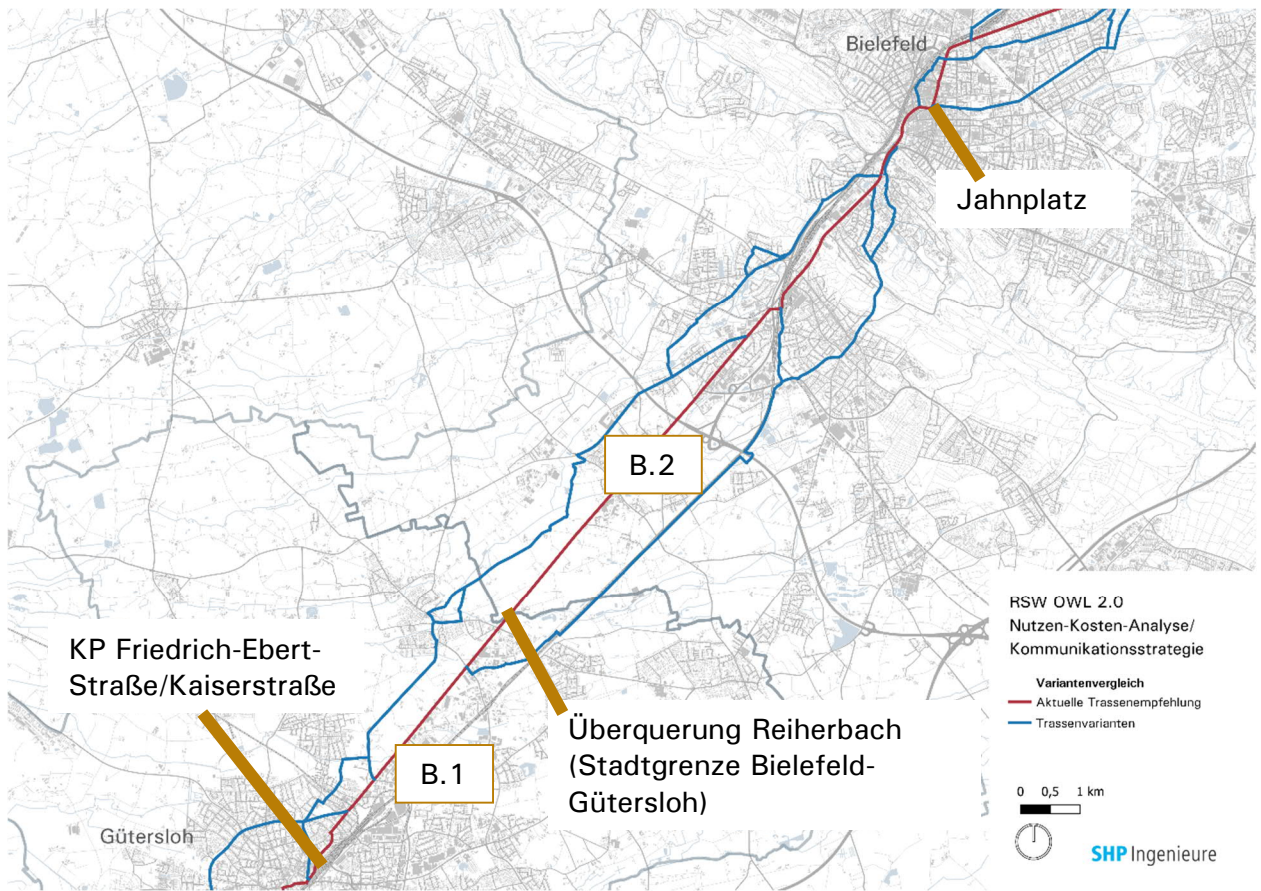 Bielefeld
Jahnplatz
B.2
KP Friedrich-Ebert-
Straße/Kaiserstraße
Überquerung Reiherbach
(Stadtgrenze Bielefeld-
Gütersloh)
B.1
Gütersloh
RSW OWL 2.0
Nutzen-Kosten-Analyse/
Kommunikationsstrategie
Variantenvergleich
Aktuelle Trassenempfehlung
Trassenvarianten
0 0,5 1 km
SHP Ingenieure